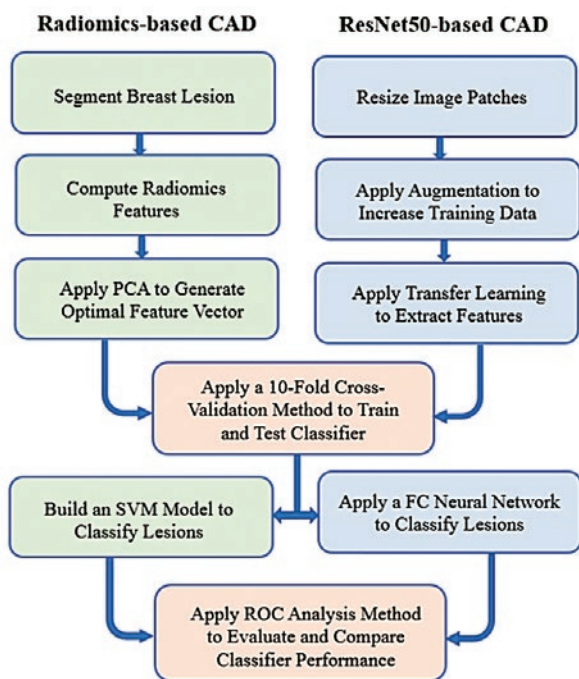 Radiomics-based CAD
ResNet50-based CAD
Segment Breast Lesion
Resize Image Patches
Compute Radiomics
Features
Apply Augmentation to
Increase Training Data
Apply PCA to Generate
Optimal Feature Vector
Apply Transfer Learning
to Extract Features
Apply a 10-Fold Cross-
Validation Method to Train
and Test Classifier
Build an SVM Model to
Classify Lesions
Apply a FC Neural Network
to Classify Lesions
Apply ROC Analysis Method
to Evaluate and Compare
Classifier Performance